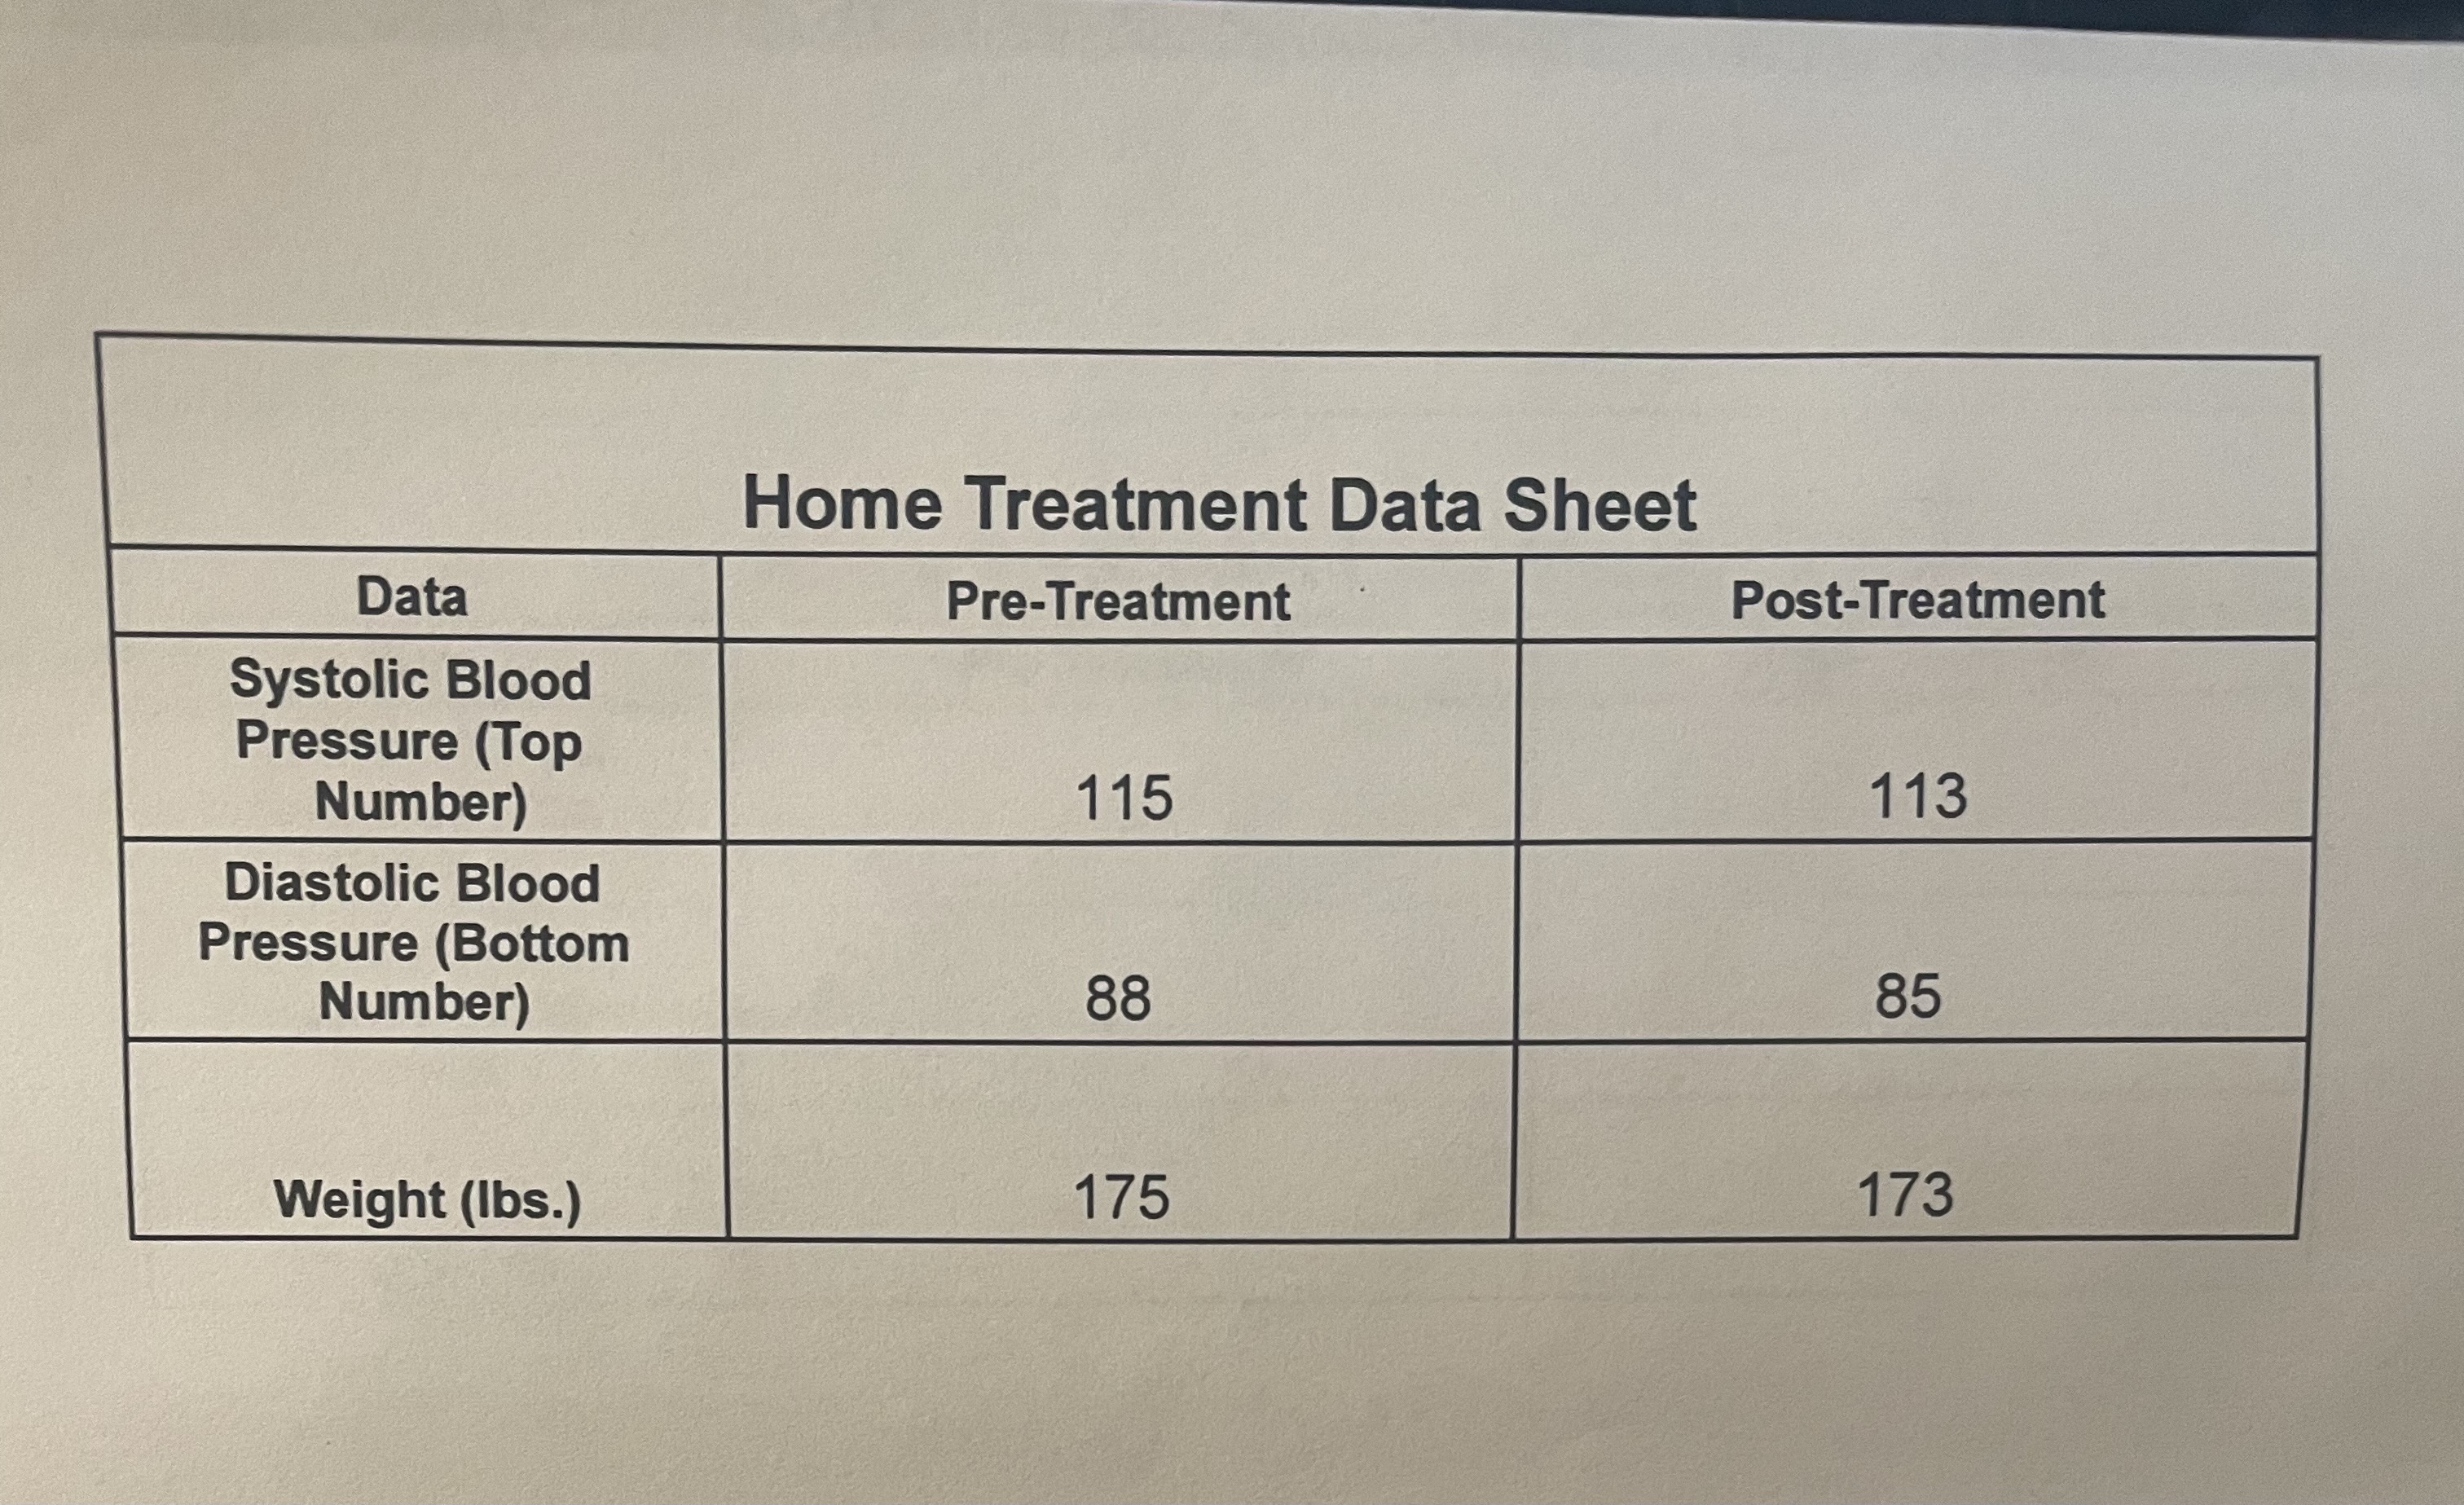 Home Treatment Data Sheet
Data Pre-Treatment Post-Treatment
Systolic Blood
Pressure (Top
Number) 115 113
Diastolic Blood
Pressure (Bottom
Number) 88 85
Weight (lbs.) 175 173